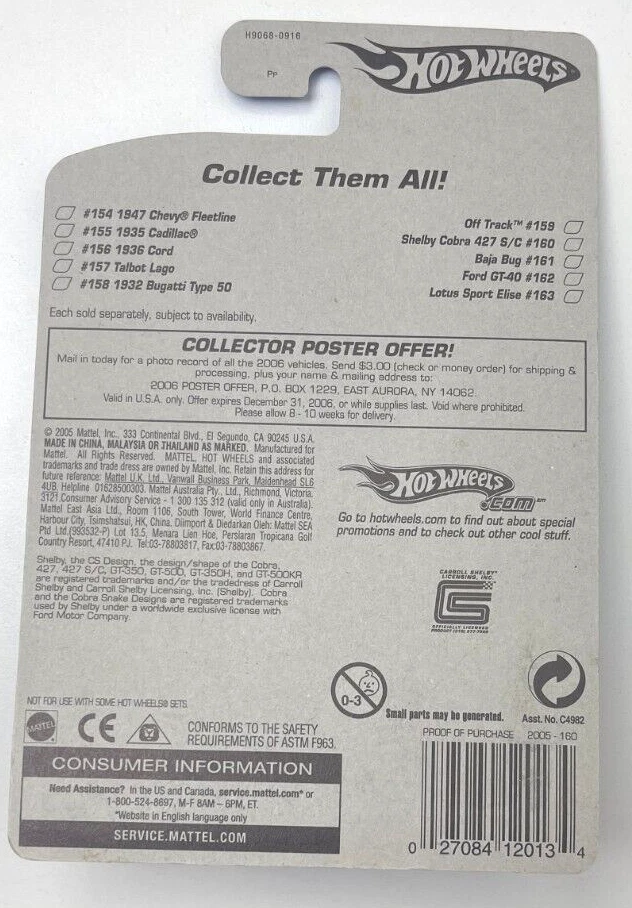 H9068-0916
Pp
HOT WHEELS
Collect Them All!
#154 1947 Chevy® Fleetline
#155 1935 Cadillac®
#156 1936 Cord
#157 Talbot Lago
#158 1932 Bugatti Type 50
Off Track™ #159
Shelby Cobra 427 S/C #160
Baja Bug #161
Ford GT-40 #162
Lotus Sport Elise #163
Each sold separately, subject to availability.
COLLECTOR POSTER OFFER!
Mail in today for a photo record of all the 2006 vehicles. Send $3.00 (check or money order) for shipping &
processing, plus your name & mailing address to:
2006 POSTER OFFER, P.O. BOX 1229, EAST AURORA, NY 14052.
Valid in U.S.A. only. Offer expires December 31, 2006, or while supplies last. Void where prohibited.
Please allow 8 - 10 weeks for delivery.
© 2005 Mattel, Inc., 333 Continental Blvd., El Segundo, CA 90245 U.S.A.
MADE IN CHINA, MALAYSIA OR THAILAND AS MARKED. Manufactured for
Mattel. All Rights Reserved. MATTEL, HOT WHEELS and associated
trademarks and trade dress are owned by Mattel, Inc. Retain this address for
future reference: Mattel U.K. Ltd., Vanwall Business Park, Maidenhead SL6
4UB. Helpline 01628500303. Mattel Australia Pty., Ltd., Richmond, Victoria.
3121.Consumer Advisory Service - 1 300 135 312 (valid only in Australia).
Mattel East Asia Ltd., Room 1106, South Tower, World Finance Centre,
Harbour City, Tsimshatsui, HK, China. Diimport & Diedarkan Oleh: Mattel SEA
Ptd Ltd.(993532-P) Lot 13.5, Menara Lien Hoe, Persiaran Tropicana Golf
Country Resort, 47410 PJ. Tel:03-78803817, Fax:03-78803867.
Shelby, the CS Design, the design/shape of the Cobra,
427, 427 S/C, GT-350, GT-500, GT-350H, and GT-500KR
are registered trademarks and/or the tradedress of Carroll
Shelby and Carroll Shelby Licensing, Inc. (Shelby). Cobra
and the Cobra Snake Designs are registered trademarks
used by Shelby under a worldwide exclusive license with
Ford Motor Company.
HOT WHEELS
.com℠
Go to hotwheels.com to find out about special
promotions and to check out other cool stuff.
CARROLL SHELBY
LICENSING, INC.
CS
OFFICIALLY LICENSED
NOT FOR USE WITH SOME HOT WHEELS® SETS.
MATTEL
CE
CONFORMS TO THE SAFETY
REQUIREMENTS OF ASTM F963.
0-3
Small parts may be generated.
Asst. No. C4982
CONSUMER INFORMATION
Need Assistance? In the US and Canada, service.mattel.com* or
1-800-524-8697, M-F 8AM – 6PM, ET.
*Website in English language only
SERVICE.MATTEL.COM
PROOF OF PURCHASE 2005 - 160
0 27084 12013 4